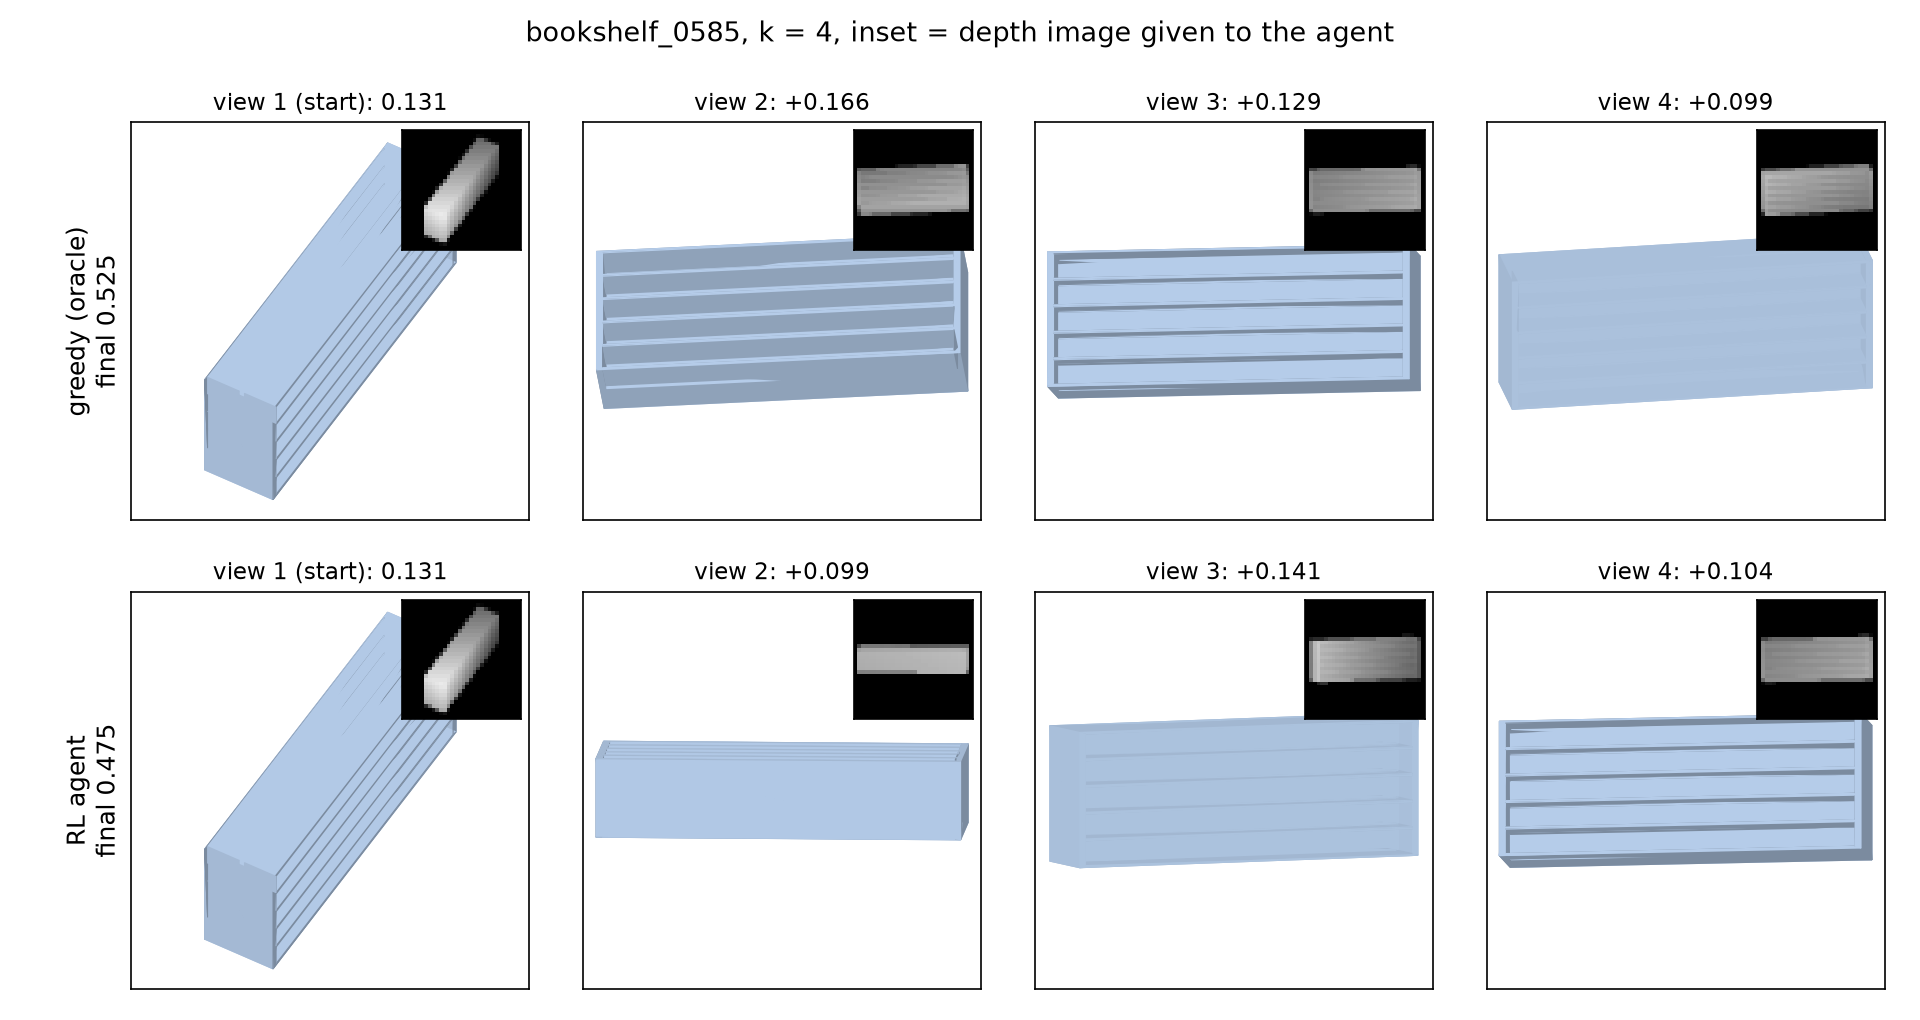 bookshelf_0585, k = 4, inset = depth image given to the agent
view 1 (start): 0.131
view 2: +0.166
view 3: +0.129
view 4: +0.099
greedy (oracle)
final 0.525
view 1 (start): 0.131
view 2: +0.099
view 3: +0.141
view 4: +0.104
RL agent
final 0.475